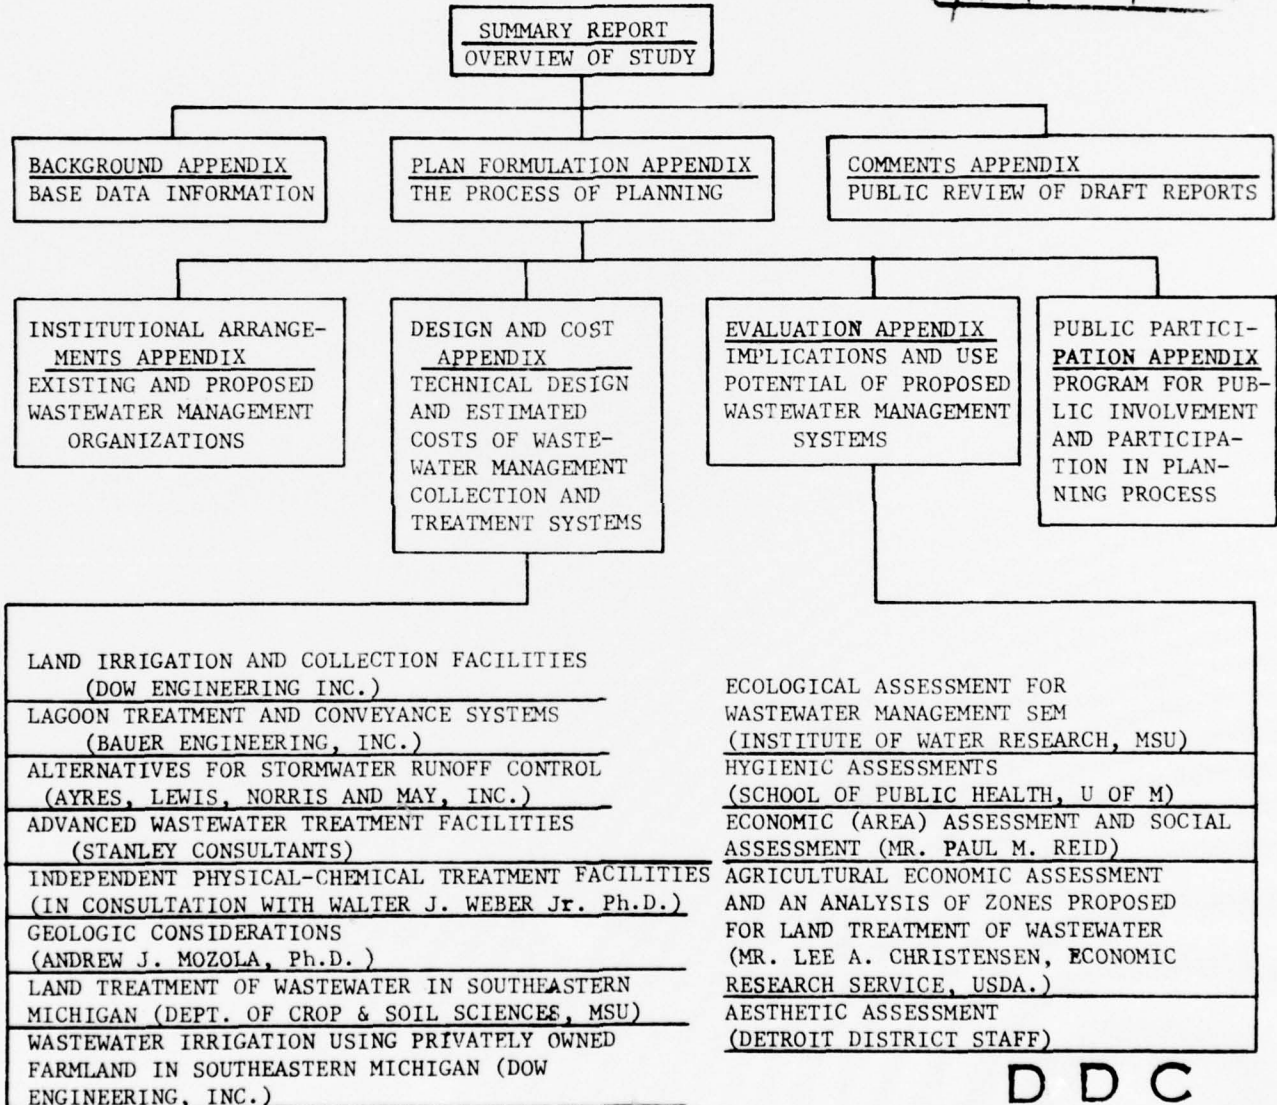 SUMMARY REPORT
OVERVIEW OF STUDY
BACKGROUND APPENDIX
BASE DATA INFORMATION
PLAN FORMULATION APPENDIX
THE PROCESS OF PLANNING
COMMENTS APPENDIX
PUBLIC REVIEW OF DRAFT REPORTS
INSTITUTIONAL ARRANGE-
MENTS APPENDIX
EXISTING AND PROPOSED
WASTEWATER MANAGEMENT
ORGANIZATIONS
DESIGN AND COST
APPENDIX
TECHNICAL DESIGN
AND ESTIMATED
COSTS OF WASTE-
WATER MANAGEMENT
COLLECTION AND
TREATMENT SYSTEMS
EVALUATION APPENDIX
IMPLICATIONS AND USE
POTENTIAL OF PROPOSED
WASTEWATER MANAGEMENT
SYSTEMS
PUBLIC PARTICI-
PATION APPENDIX
PROGRAM FOR PUB-
LIC INVOLVEMENT
AND PARTICIPA-
TION IN PLAN-
NING PROCESS
LAND IRRIGATION AND COLLECTION FACILITIES
(DOW ENGINEERING INC.)
LAGOON TREATMENT AND CONVEYANCE SYSTEMS
(BAUER ENGINEERING, INC.)
ALTERNATIVES FOR STORMWATER RUNOFF CONTROL
(AYRES, LEWIS, NORRIS AND MAY, INC.)
ADVANCED WASTEWATER TREATMENT FACILITIES
(STANLEY CONSULTANTS)
INDEPENDENT PHYSICAL-CHEMICAL TREATMENT FACILITIES
(IN CONSULTATION WITH WALTER J. WEBER Jr. Ph.D.)
GEOLOGIC CONSIDERATIONS
(ANDREW J. MOZOLA, Ph.D. )
LAND TREATMENT OF WASTEWATER IN SOUTHEASTERN
MICHIGAN (DEPT. OF CROP & SOIL SCIENCES, MSU)
WASTEWATER IRRIGATION USING PRIVATELY OWNED
FARMLAND IN SOUTHEASTERN MICHIGAN (DOW
ENGINEERING, INC.)
ECOLOGICAL ASSESSMENT FOR
WASTEWATER MANAGEMENT SEM
(INSTITUTE OF WATER RESEARCH, MSU)
HYGIENIC ASSESSMENTS
(SCHOOL OF PUBLIC HEALTH, U OF M)
ECONOMIC (AREA) ASSESSMENT AND SOCIAL
ASSESSMENT (MR. PAUL M. REID)
AGRICULTURAL ECONOMIC ASSESSMENT
AND AN ANALYSIS OF ZONES PROPOSED
FOR LAND TREATMENT OF WASTEWATER
(MR. LEE A. CHRISTENSEN, ECONOMIC
RESEARCH SERVICE, USDA.)
AESTHETIC ASSESSMENT
(DETROIT DISTRICT STAFF)
D D C